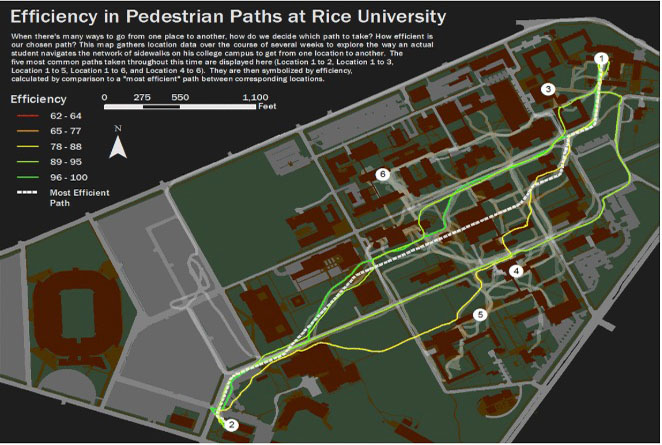 Efficiency in Pedestrian Paths at Rice University
When there's many ways to go from one place to another, how do we decide which path to take? How efficient is
our chosen path? This map gathers location data over the course of several weeks to explore the way an actual
student navigates the network of sidewalks on his college campus to get from one location to another. The
five most common paths taken throughout this time are displayed here (Location 1 to 2, Location 1 to 3,
Location 1 to 5, Location 1 to 6, and Location 4 to 6). They are then symbolized by efficiency,
calculated by comparison to a "most efficient" path between corresponding locations.
Efficiency
62 - 64
65 - 77
78 - 88
89 - 95
96 - 100
Most Efficient
Path
0 275 550 1,100
Feet
N
1
3
6
4
5
2